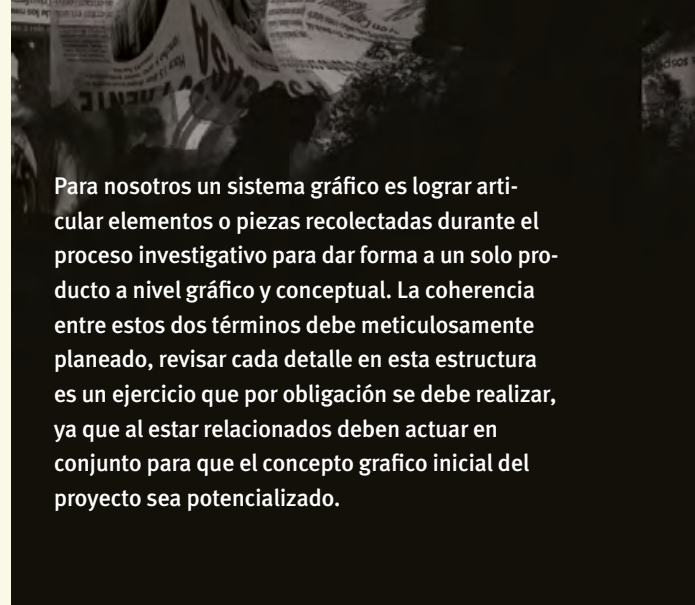 Para nosotros un sistema gráfico es lograr arti-
cular elementos o piezas recolectadas durante el
proceso investigativo para dar forma a un solo pro-
ducto a nivel gráfico y conceptual. La coherencia
entre estos dos términos debe meticulosamente
planeado, revisar cada detalle en esta estructura
es un ejercicio que por obligación se debe realizar,
ya que al estar relacionados deben actuar en
conjunto para que el concepto grafico inicial del
proyecto sea potencializado.